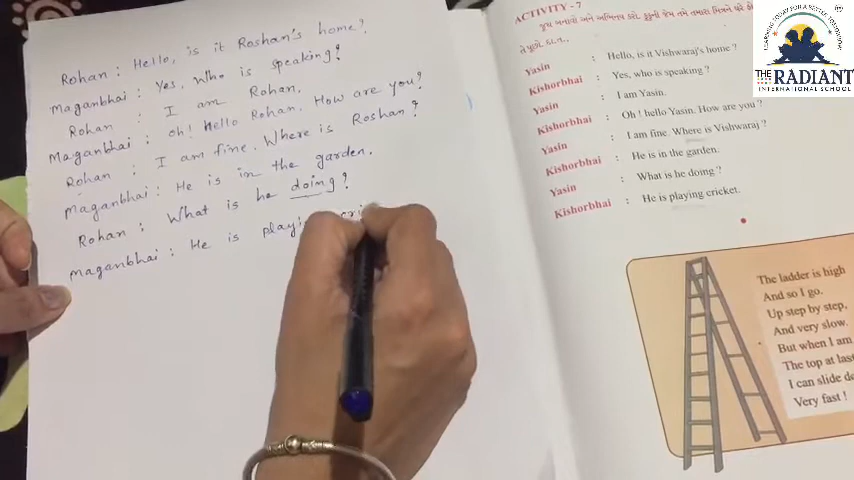 Rohan : Hello, is it Roshan's home?
Maganbhai : Yes, Who is speaking?
Rohan : I am Rohan.
Maganbhai : Oh! Hello Rohan. How are you?
Rohan : I am fine. Where is Roshan?
Maganbhai : He is in the garden.
Rohan : What is he doing?
Maganbhai : He is
ACTIVITY - 7
Yasin : Hello, is it Vishwaraj's home ?
Kishorbhai : Yes, who is speaking ?
Yasin : I am Yasin.
Kishorbhai : Oh ! hello Yasin. How are you ?
Yasin : I am fine. Where is Vishwaraj ?
Kishorbhai : He is in the garden.
Yasin : What is he doing ?
Kishorbhai : He is playing cricket.
The ladder is high
And so I go.
Up step by step,
And very slow.
But when I am
The top at
I can slide
Very fast !
THE RADIANT
INTERNATIONAL SCHOOL